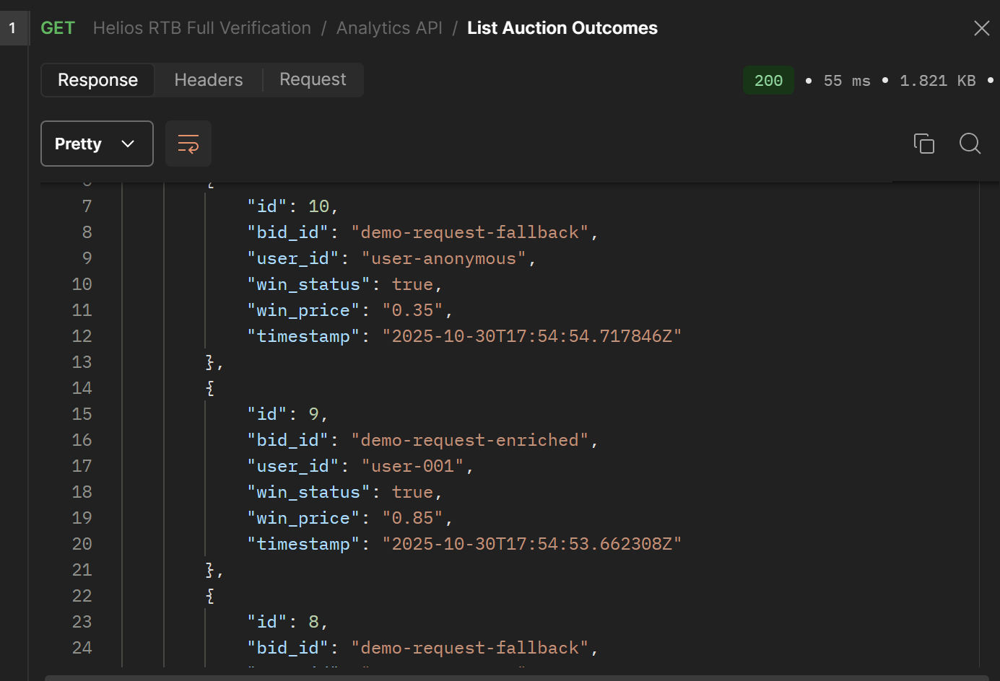 1 GET Helios RTB Full Verification / Analytics API / List Auction Outcomes
Response Headers Request 200 • 55 ms • 1.821 KB •
Pretty
{
7 "id": 10,
8 "bid_id": "demo-request-fallback",
9 "user_id": "user-anonymous",
10 "win_status": true,
11 "win_price": "0.35",
12 "timestamp": "2025-10-30T17:54:54.717846Z"
13 },
14 {
15 "id": 9,
16 "bid_id": "demo-request-enriched",
17 "user_id": "user-001",
18 "win_status": true,
19 "win_price": "0.85",
20 "timestamp": "2025-10-30T17:54:53.662308Z"
21 },
22 {
23 "id": 8,
24 "bid_id": "demo-request-fallback",